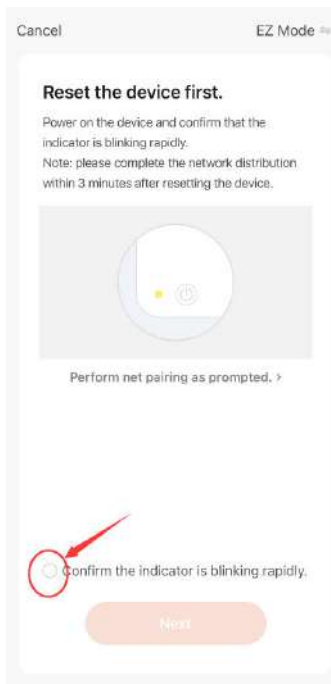 Cancel EZ Mode
Reset the device first.
Power on the device and confirm that the
indicator is blinking rapidly.
Note: please complete the network distribution
within 3 minutes after resetting the device.
Perform net pairing as prompted. >
Confirm the indicator is blinking rapidly.
Next